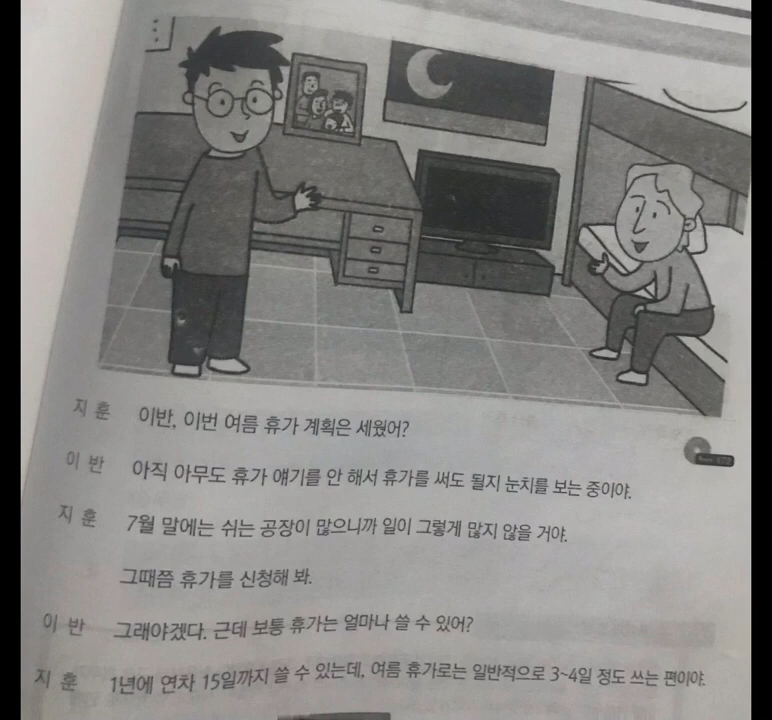 지훈 이반, 이번 여름 휴가 계획은 세웠어?
이반 아직 아무도 휴가 얘기를 안 해서 휴가를 써도 될지 눈치를 보는 중이야.
지훈 7월 말에는 쉬는 공장이 많으니까 일이 그렇게 많지 않을 거야.
그때쯤 휴가를 신청해 봐.
이반 그래야겠다. 근데 보통 휴가는 얼마나 쓸 수 있어?
지훈 1년에 연차 15일까지 쓸 수 있는데, 여름 휴가로는 일반적으로 3~4일 정도 쓰는 편이야.